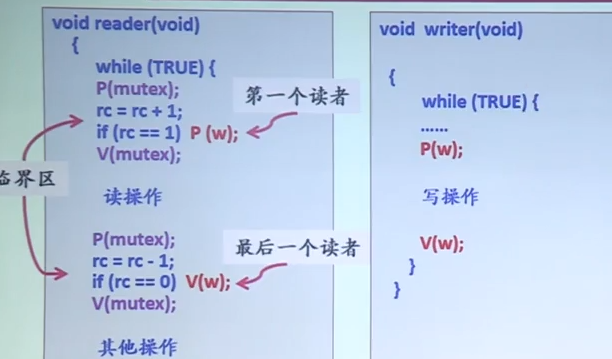 void reader(void)
{
while (TRUE) {
P(mutex);
rc = rc + 1;
if (rc == 1) P (w);
V(mutex);
读操作
P(mutex);
rc = rc - 1;
if (rc == 0) V(w);
V(mutex);
其他操作
第一个读者
最后一个读者
临界区
void writer(void)
{
while (TRUE) {
......
P(w);
写操作
V(w);
}
}